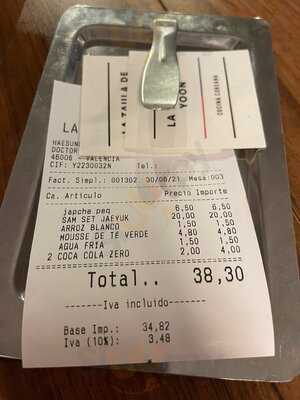 LA TAULA DE
LA YOON
COCINA COREANA
LA
HAESUN
DOCTOR
46006 - VALENCIA
CIF: Y2230032N Tel.:
Fact. Simpl.: 001302 30/06/21 Mesa:003
Ca. Articulo Precio Importe
japche peq 6,50 6,50
SAM SET JAEYUK 20,00 20,00
ARROZ BLANCO 1,50 1,50
MOUSSE DE TE VERDE 4,80 4,80
AGUA FRIA 1,50 1,50
2 COCA COLA ZERO 2,00 4,00
Total.. 38,30
-------Iva incluido-------
Base Imp.: 34,82
Iva (10%): 3,48